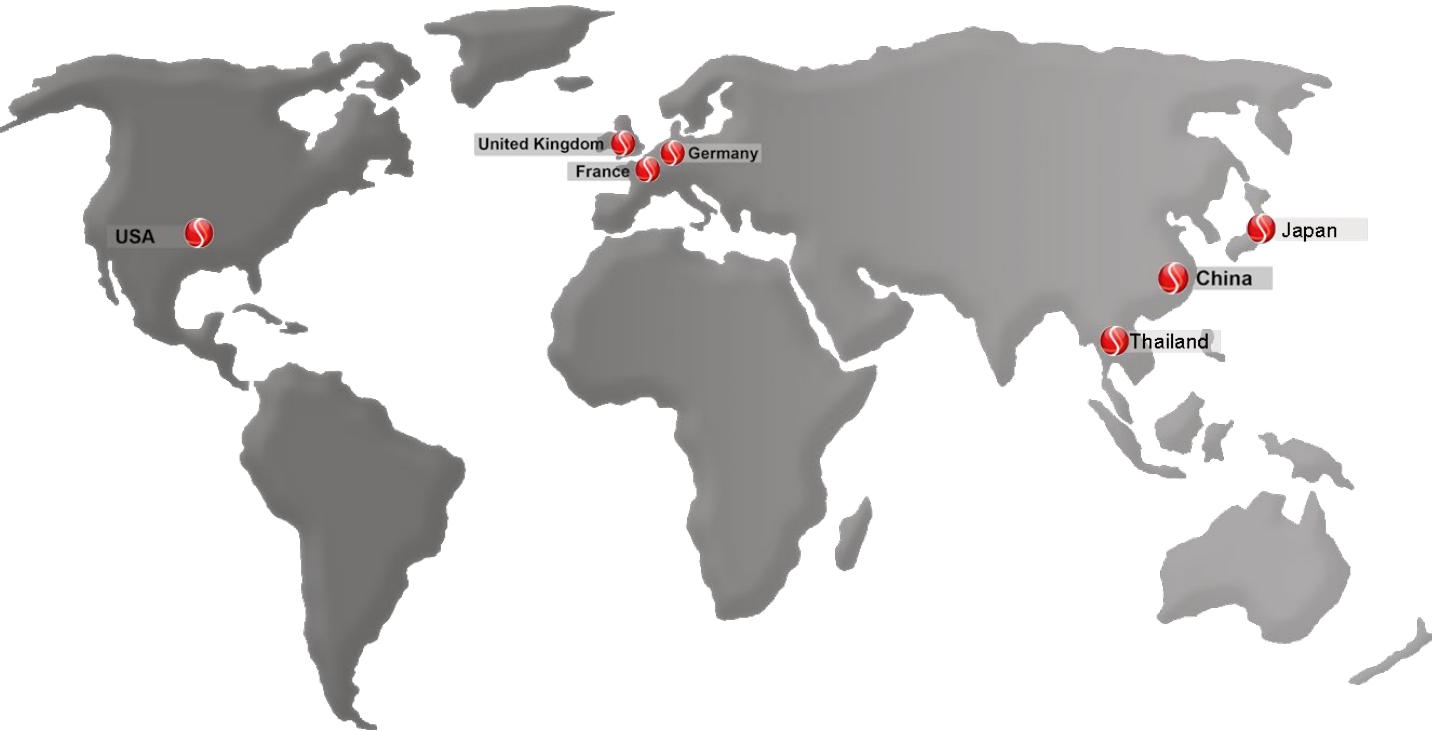 United Kingdom
Germany
France
USA
Japan
China
Thailand